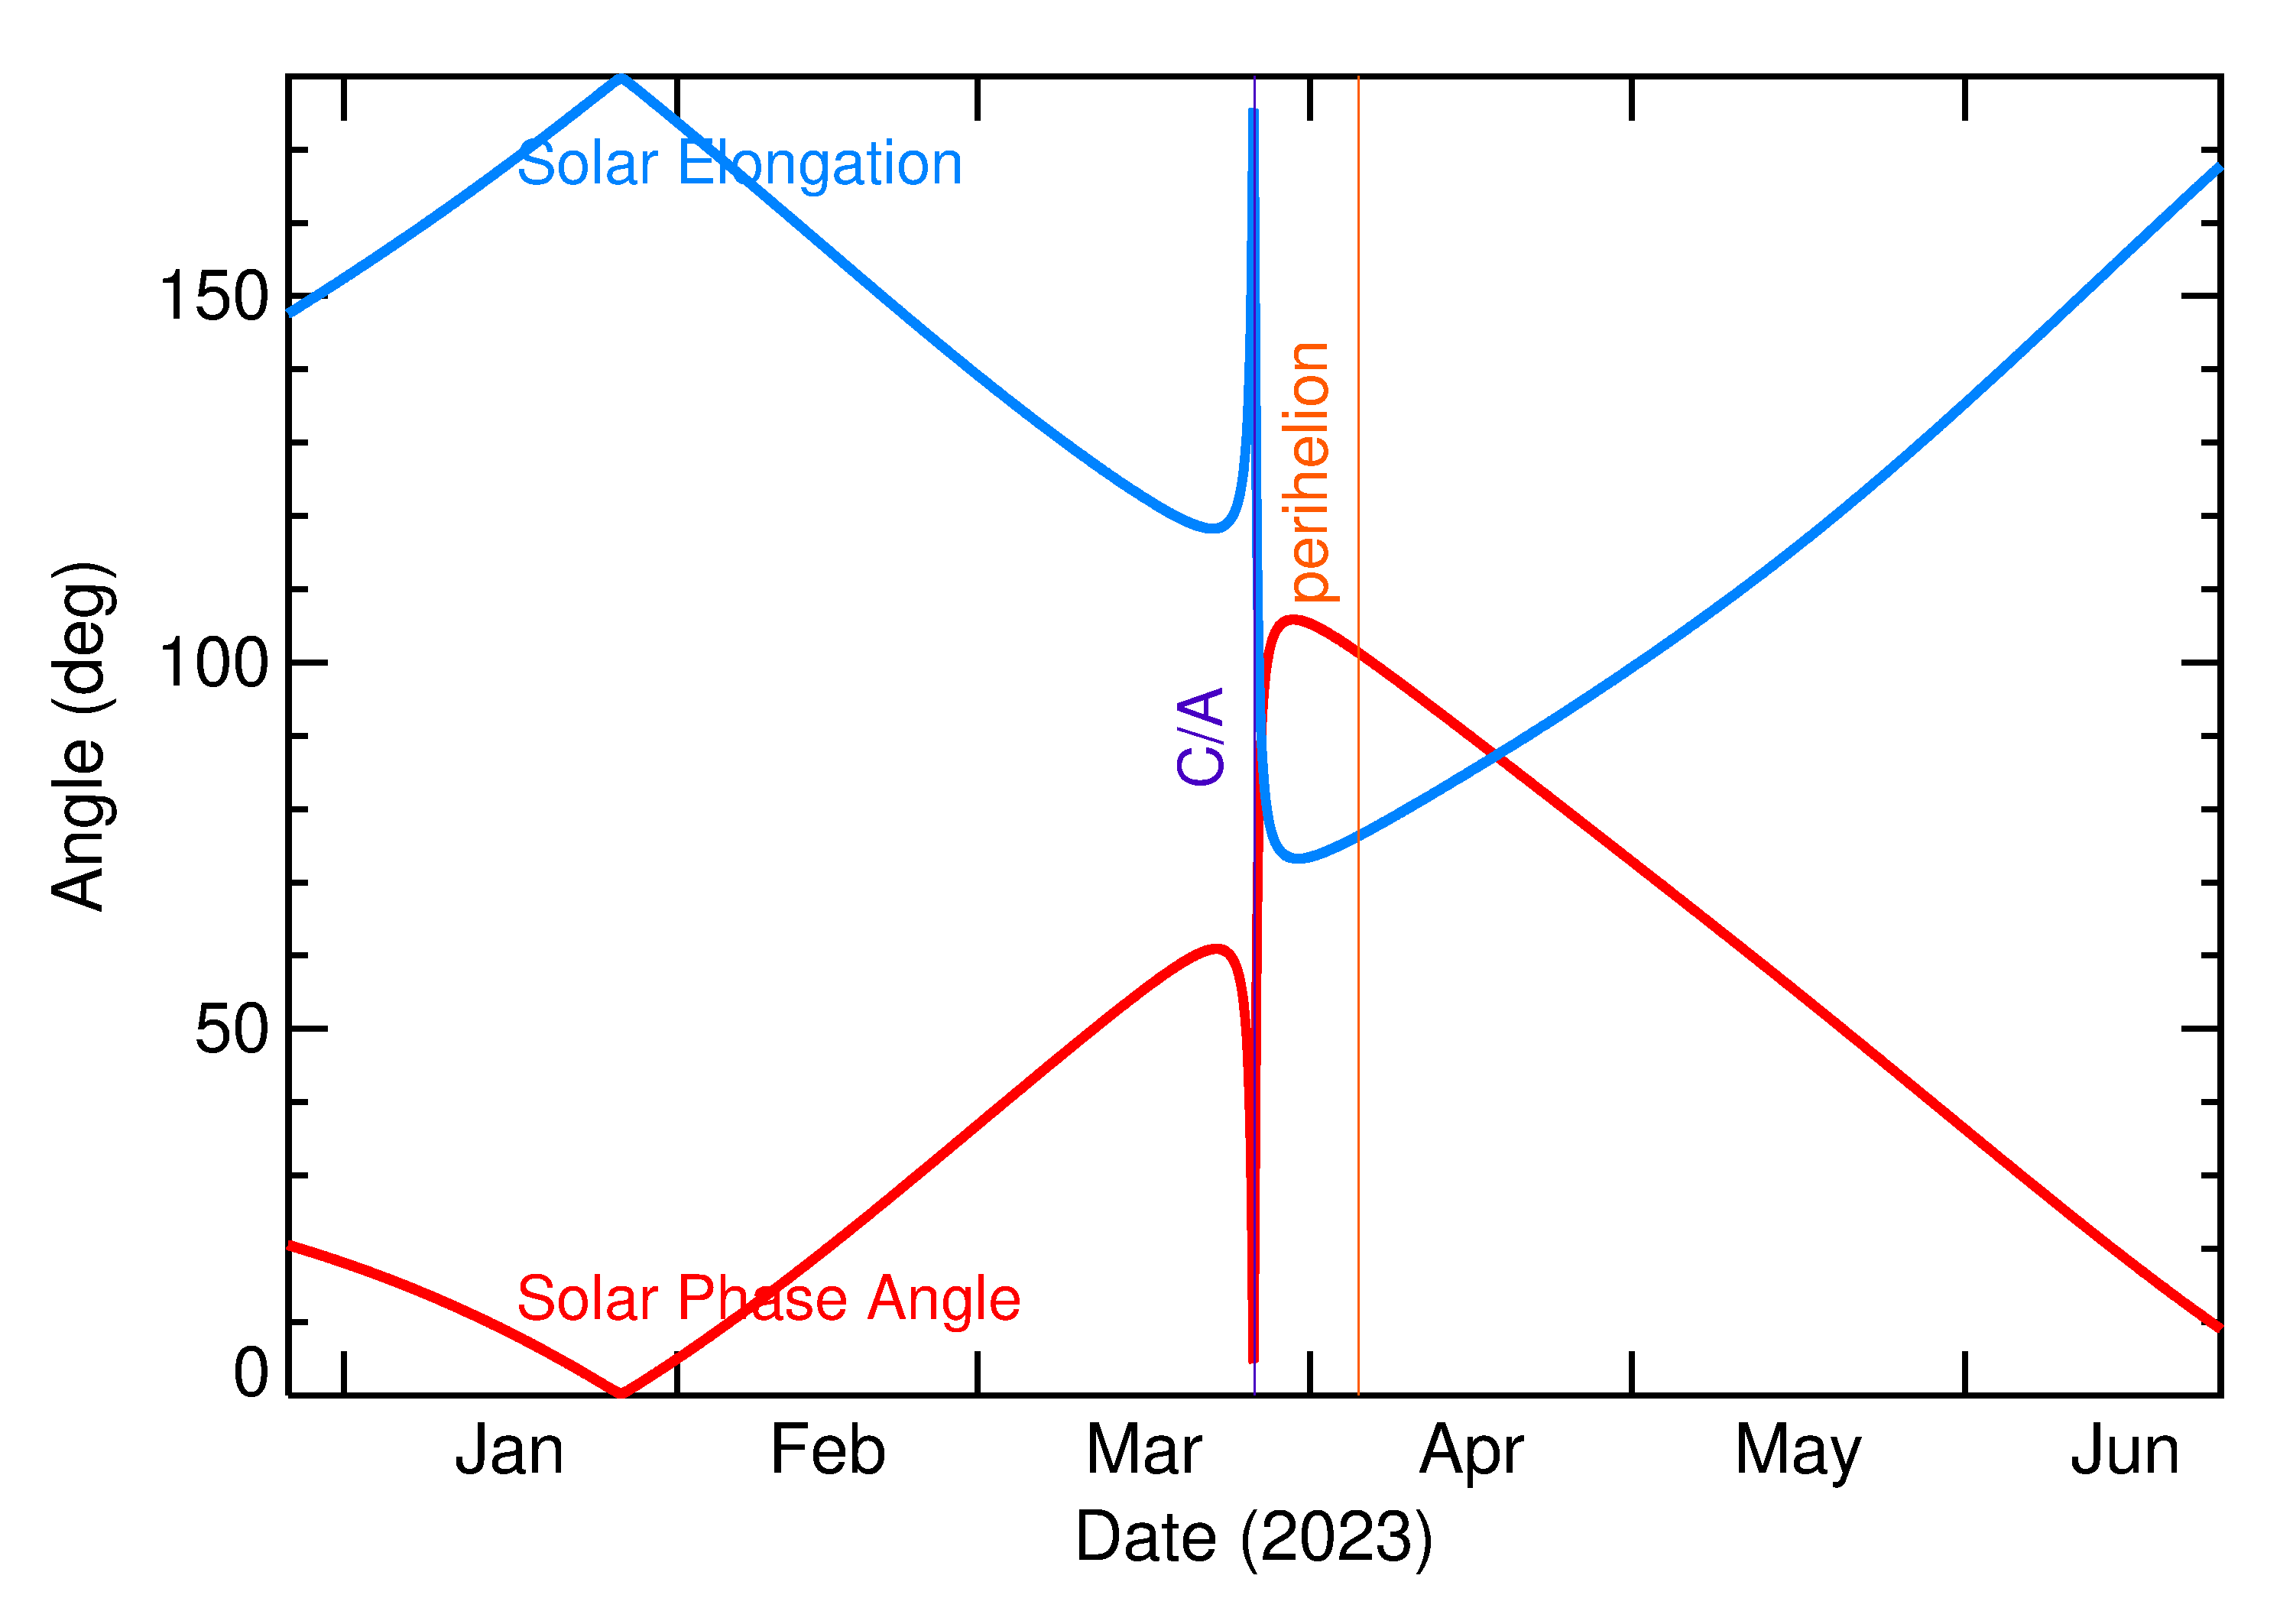 Solar Elongation
150
perihelion
100
C/A
Angle (deg)
50
Solar Phase Angle
0
Jan Feb Mar Apr May Jun
Date (2023)